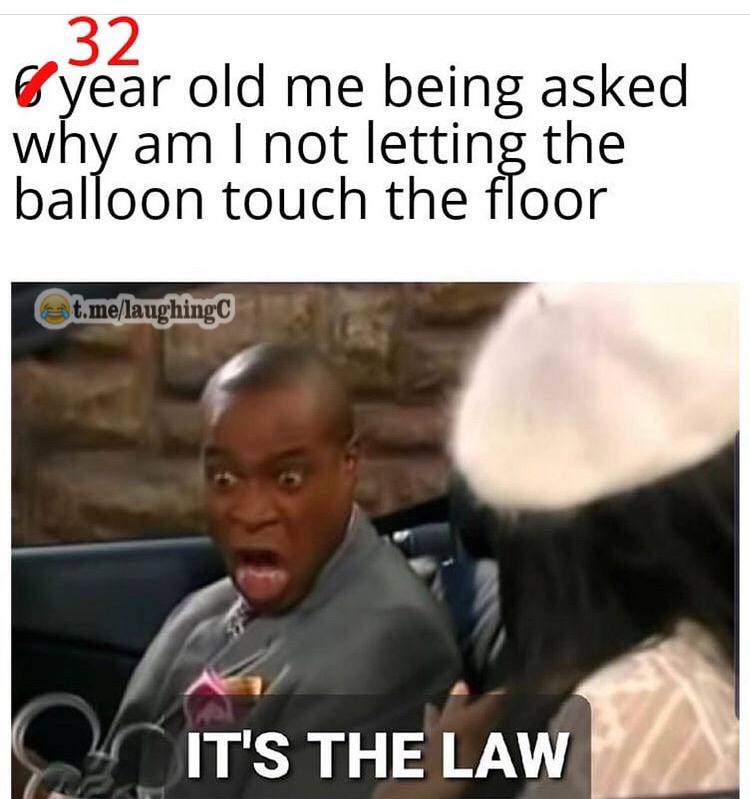 32
6 year old me being asked
why am I not letting the
balloon touch the floor
t.me/laughingC
IT'S THE LAW